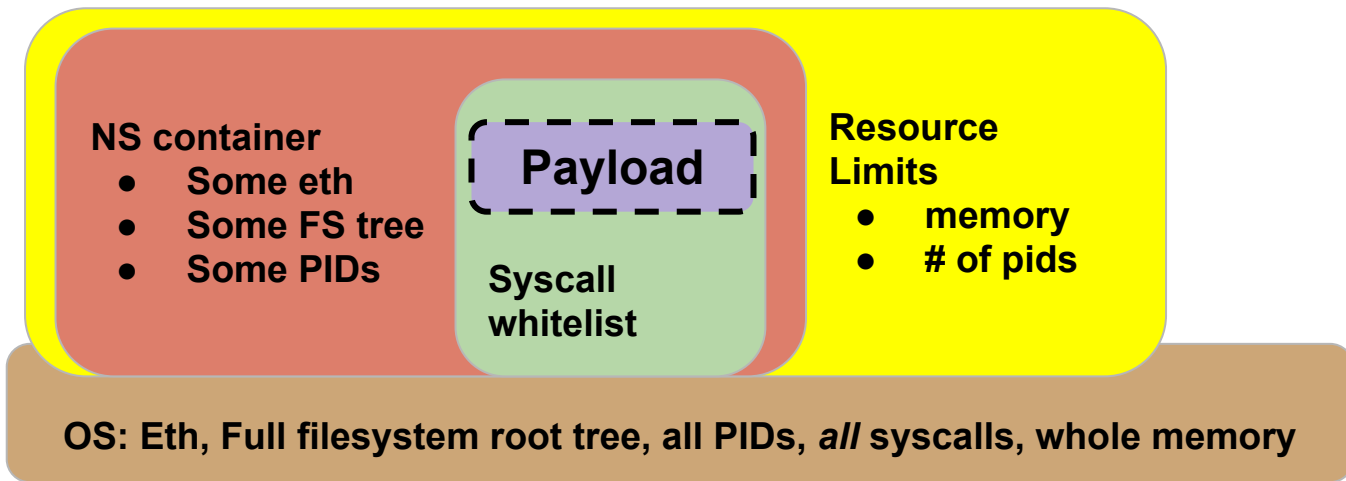 NS container
● Some eth
● Some FS tree
● Some PIDs
Payload
Syscall
whitelist
Resource
Limits
● memory
● # of pids
OS: Eth, Full filesystem root tree, all PIDs, all syscalls, whole memory